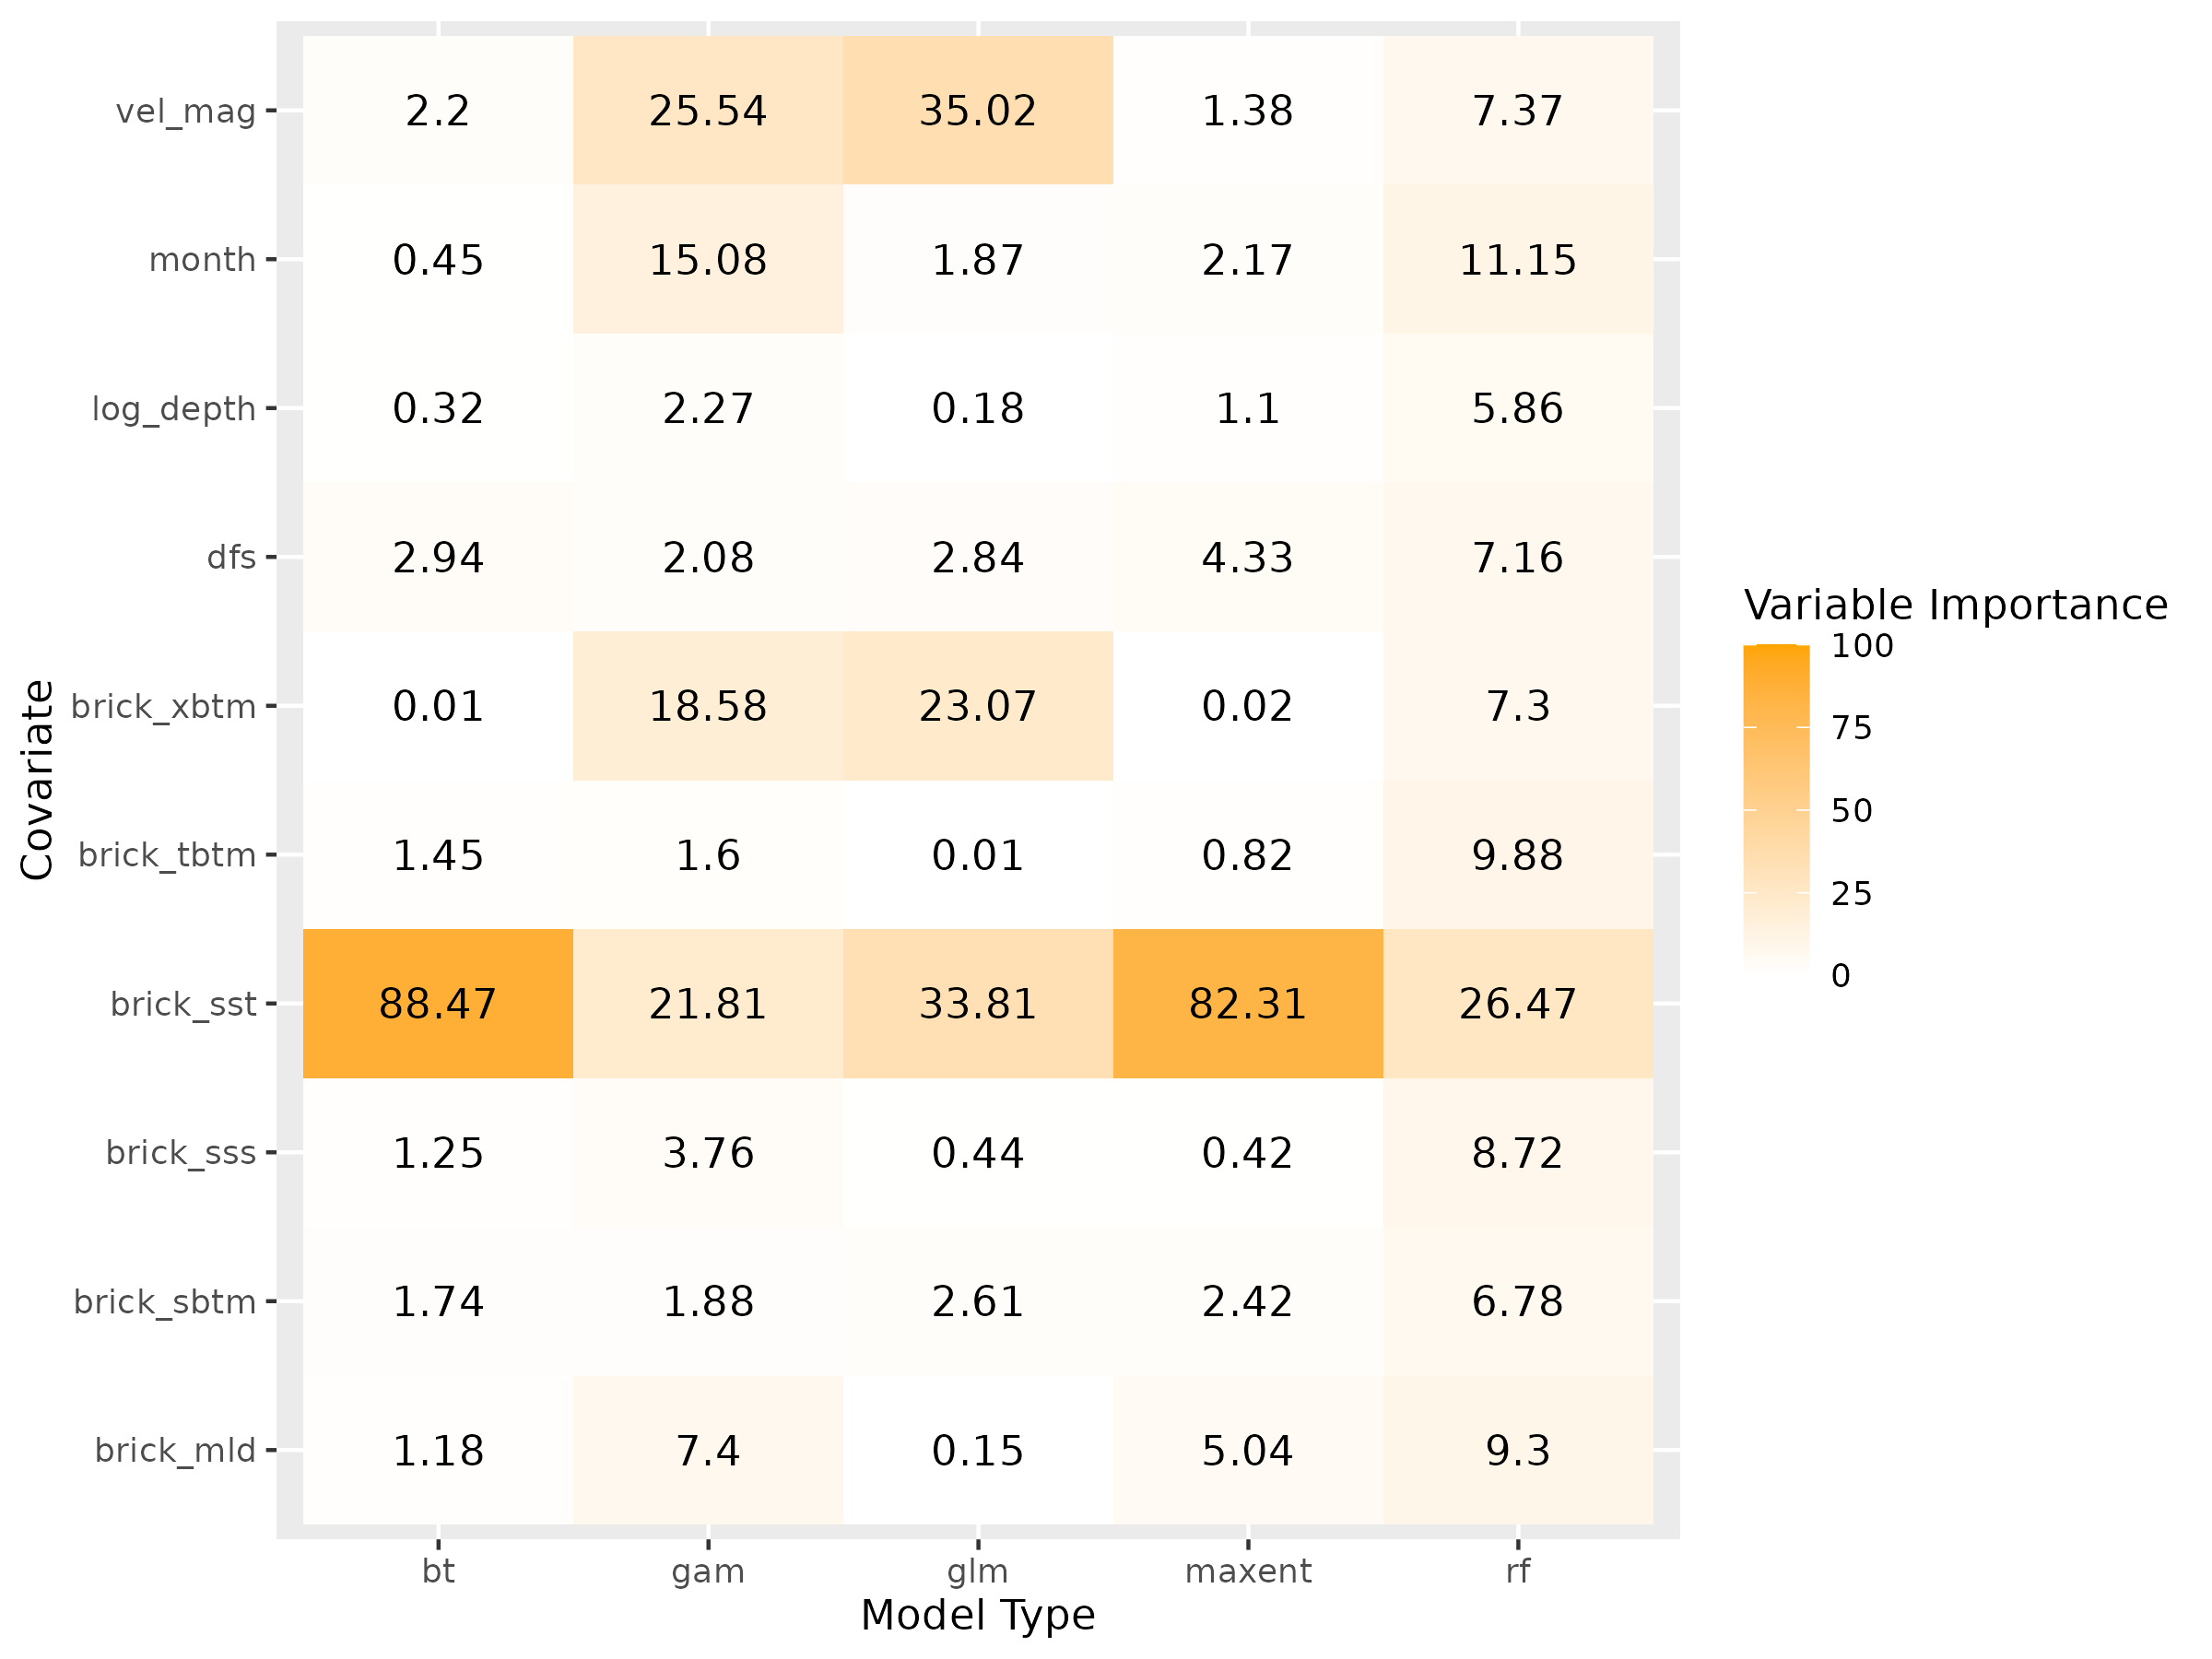 vel_mag 2.2 25.54 35.02 1.38 7.37
month 0.45 15.08 1.87 2.17 11.15
log_depth 0.32 2.27 0.18 1.1 5.86
dfs 2.94 2.08 2.84 4.33 7.16
brick_xbtm 0.01 18.58 23.07 0.02 7.3
brick_tbtm 1.45 1.6 0.01 0.82 9.88
brick_sst 88.47 21.81 33.81 82.31 26.47
brick_sss 1.25 3.76 0.44 0.42 8.72
brick_sbtm 1.74 1.88 2.61 2.42 6.78
brick_mld 1.18 7.4 0.15 5.04 9.3
bt gam glm maxent rf
Model Type
Covariate
Variable Importance
100
75
50
25
0